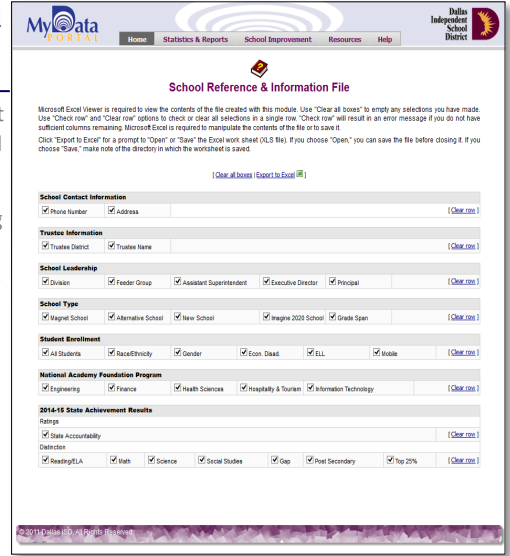 MyData
PORTAL
Dallas
Independent
School
District
Home Statistics & Reports School Improvement Resources Help
School Reference & Information File
Microsoft Excel Viewer is required to view the contents of the file created with this module. Use "Clear all boxes" to empty any selections you have made.
Use "Check row" and "Clear row" options to check or clear all selections in a single row. "Check row" will result in an error message if you do not have
sufficient columns remaining. Microsoft Excel is required to manipulate the contents of the file or to save it.
Click "Export to Excel" for a prompt to "Open" or "Save" the Excel work sheet (XLS file). If you choose "Open," you can save the file before closing it. If you
choose "Save," make note of the directory in which the worksheet is saved.
[ Clear all boxes | Export to Excel ]
School Contact Information
Phone Number Address [ Clear row ]
Trustee Information
Trustee District Trustee Name [ Clear row ]
School Leadership
Division Feeder Group Assistant Superintendent Executive Director Principal [ Clear row ]
School Type
Magnet School Alternative School New School Imagine 2020 School Grade Span [ Clear row ]
Student Enrollment
All Students Race/Ethnicity Gender Econ. Disad. ELL Mobile [ Clear row ]
National Academy Foundation Program
Engineering Finance Health Sciences Hospitality & Tourism Information Technology [ Clear row ]
2014-15 State Achievement Results
Ratings
State Accountability [ Clear row ]
Distinction
Reading/ELA Math Science Social Studies Gap Post Secondary Top 25% [ Clear row ]
© 2011 Dallas ISD. All Rights Reserved.